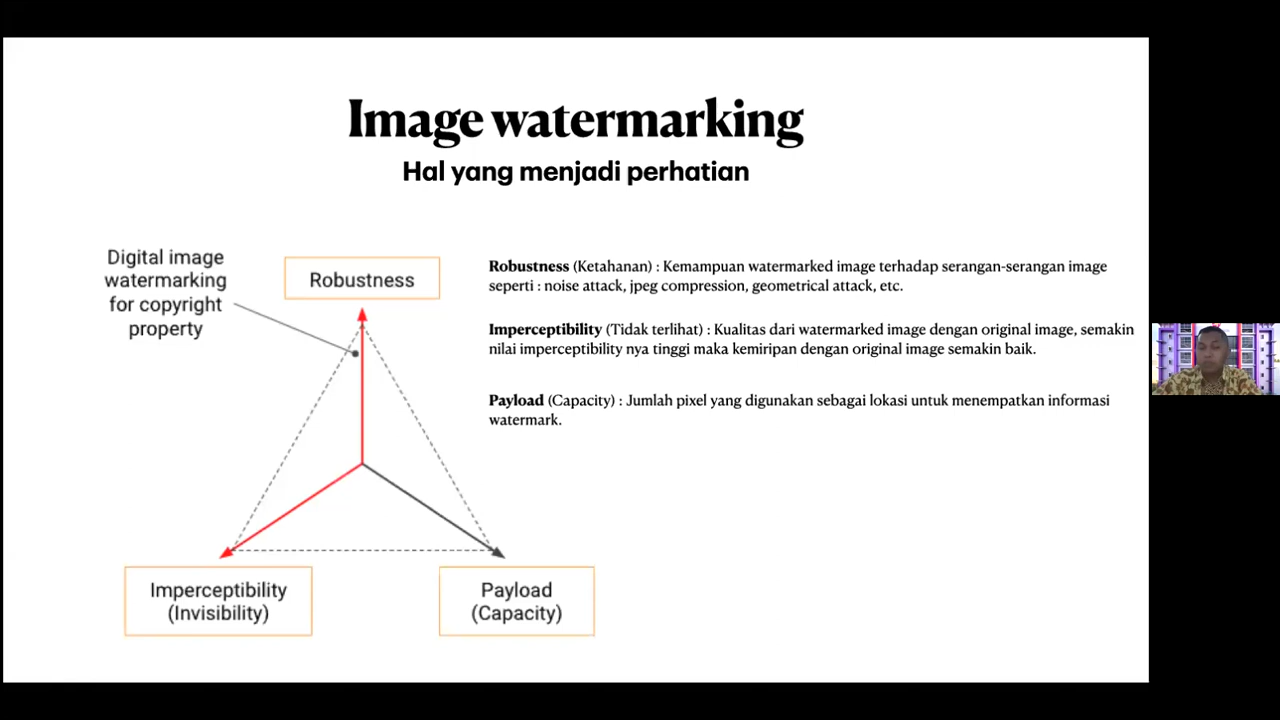 Image watermarking
Hal yang menjadi perhatian
Digital image
watermarking
for copyright
property
Robustness
Imperceptibility
(Invisibility)
Payload
(Capacity)
Robustness (Ketahanan) : Kemampuan watermarked image terhadap serangan-serangan image
seperti : noise attack, jpeg compression, geometrical attack, etc.
Imperceptibility (Tidak terlihat) : Kualitas dari watermarked image dengan original image, semakin
nilai imperceptibility nya tinggi maka kemiripan dengan original image semakin baik.
Payload (Capacity) : Jumlah pixel yang digunakan sebagai lokasi untuk menempatkan informasi
watermark.